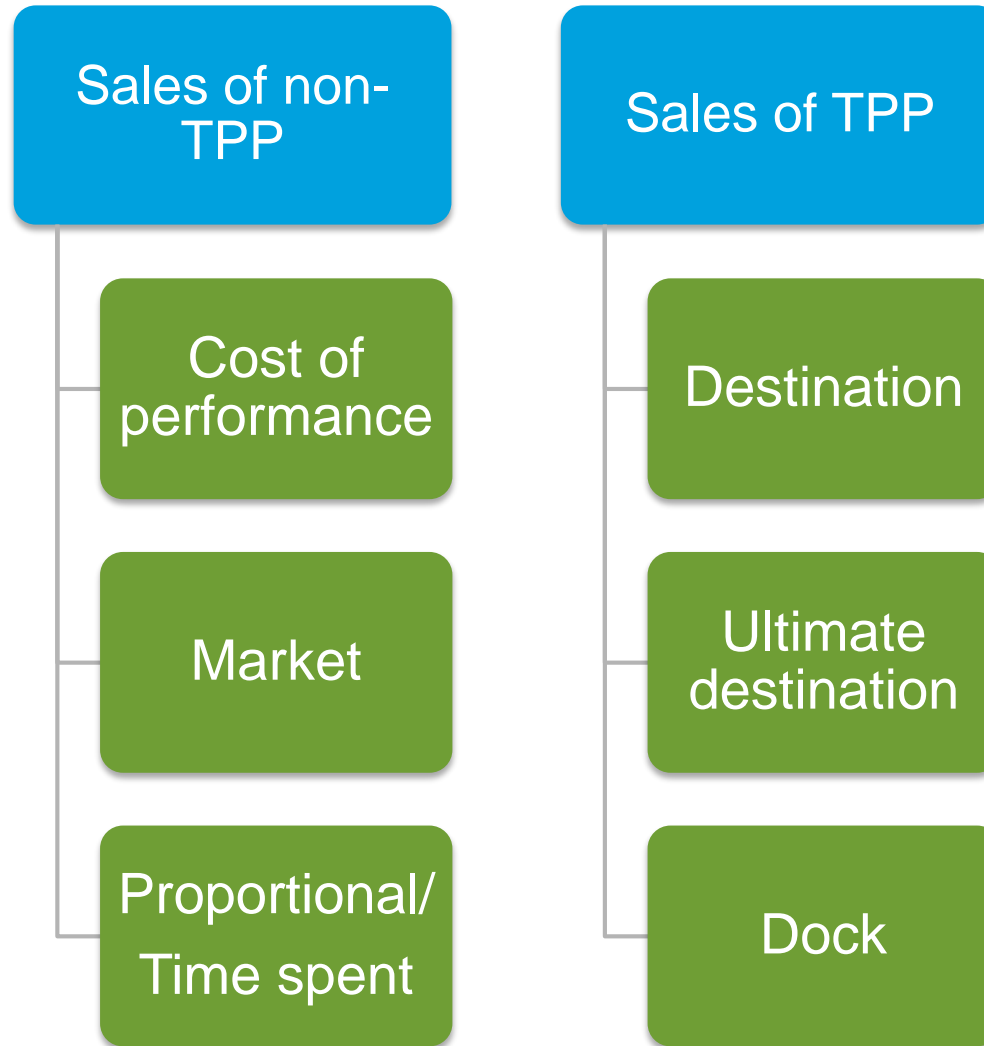 Sales of non-
TPP
Cost of
performance
Market
Proportional/
Time spent
Sales of TPP
Destination
Ultimate
destination
Dock